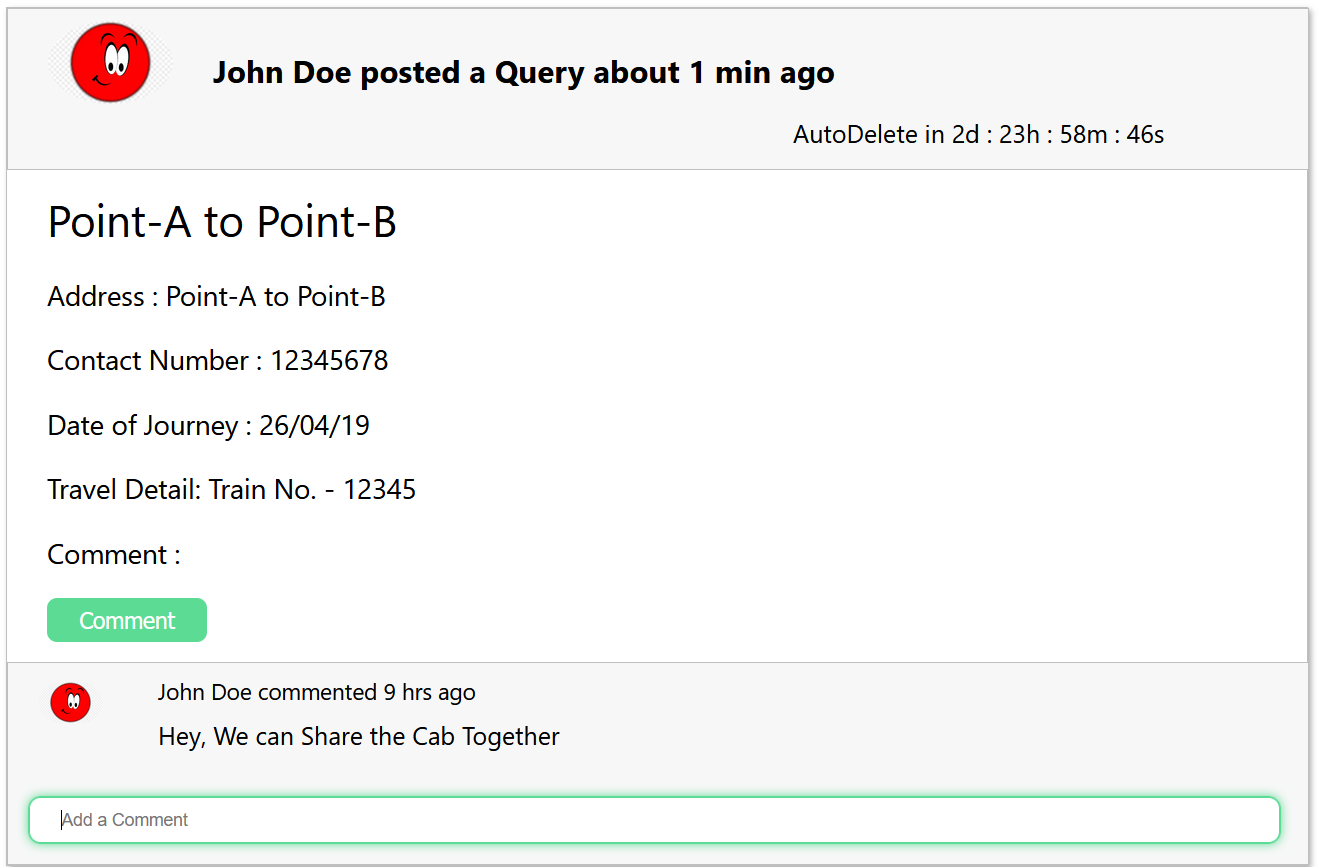 John Doe posted a Query about 1 min ago
AutoDelete in 2d : 23h : 58m : 46s
Point-A to Point-B
Address : Point-A to Point-B
Contact Number : 12345678
Date of Journey : 26/04/19
Travel Detail: Train No. - 12345
Comment :
Comment
John Doe commented 9 hrs ago
Hey, We can Share the Cab Together
Add a Comment